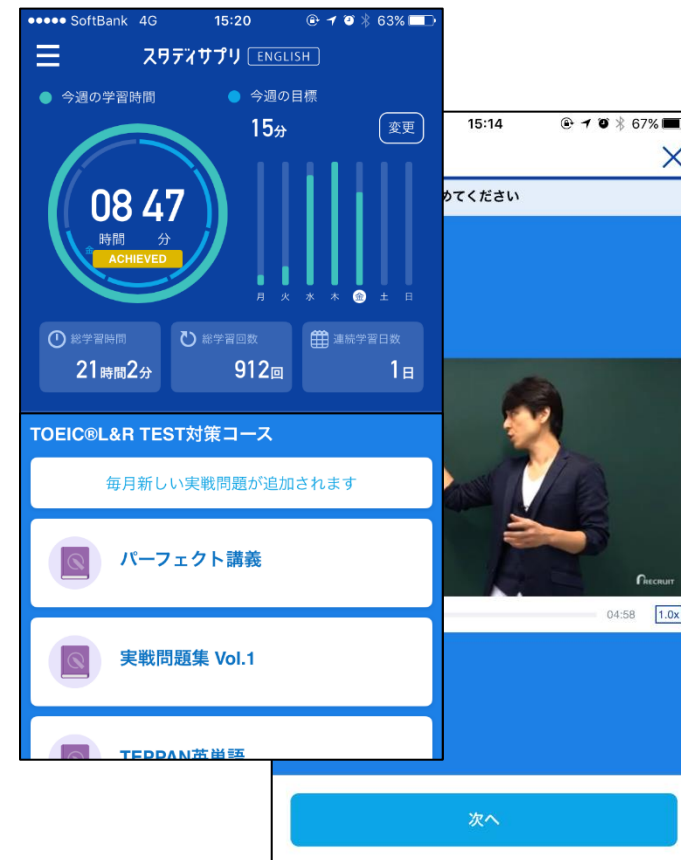 SoftBank 4G 15:20 63%
スタディサプリ ENGLISH
今週の学習時間 今週の目標
15分 変更
08 47
時間 分
金
ACHIEVED
月 火 水 木 金 土 日
総学習時間 総学習回数 連続学習日数
21時間2分 912回 1日
TOEIC®L&R TEST対策コース
毎月新しい実戦問題が追加されます
パーフェクト講義
実戦問題集 Vol.1
TEPPAN英単語
15:14 67%
めてください
RECRUIT
04:58 1.0x
次へ